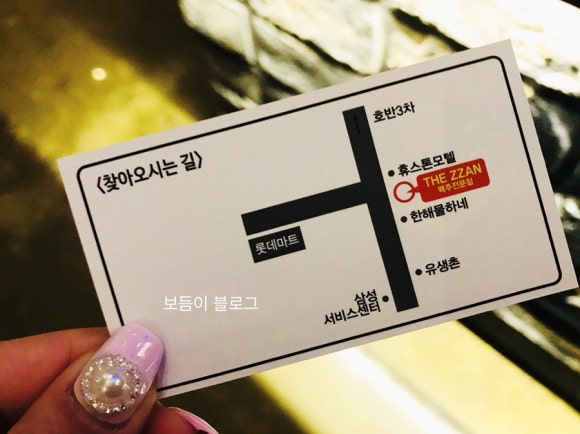 <찾아오시는 길>
호반3차
휴스톤모텔
THE ZZAN
맥주전문점
한해물하네
롯데마트
유생촌
삼성
서비스센터
보듬이 블로그